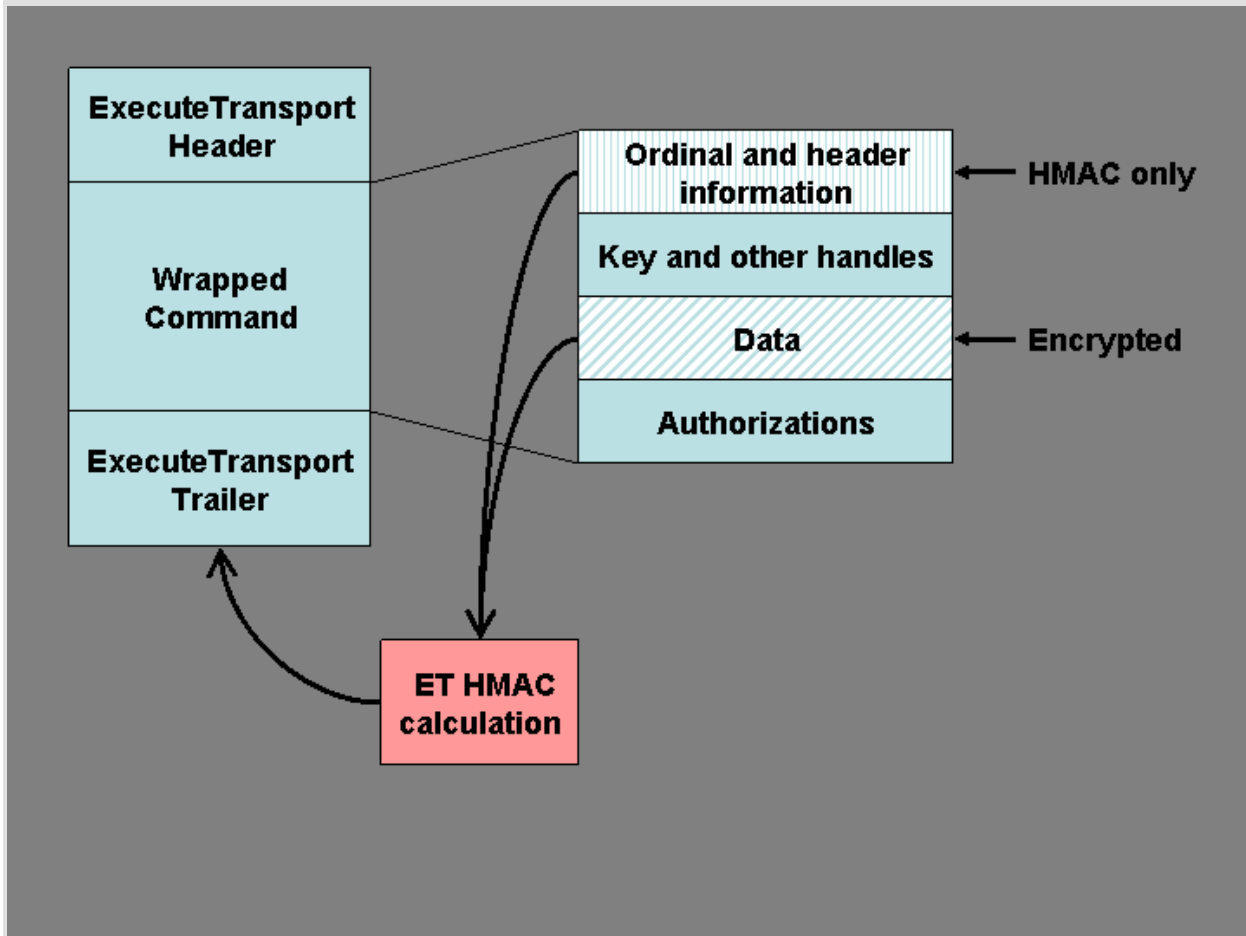 ExecuteTransport
Header
Wrapped
Command
ExecuteTransport
Trailer
Ordinal and header
information
Key and other handles
Data
Authorizations
HMAC only
Encrypted
ET HMAC
calculation